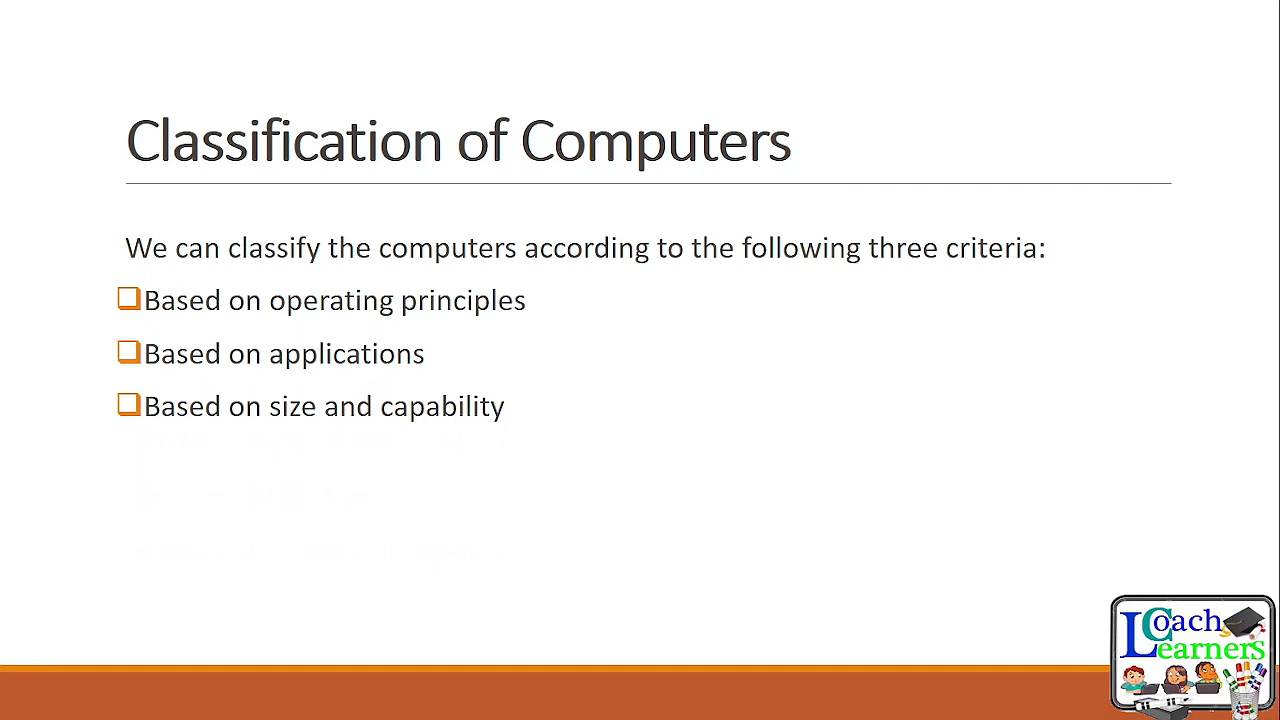 Classification of Computers
We can classify the computers according to the following three criteria:
Based on operating principles
Based on applications
Based on size and capability
Coach
Learners